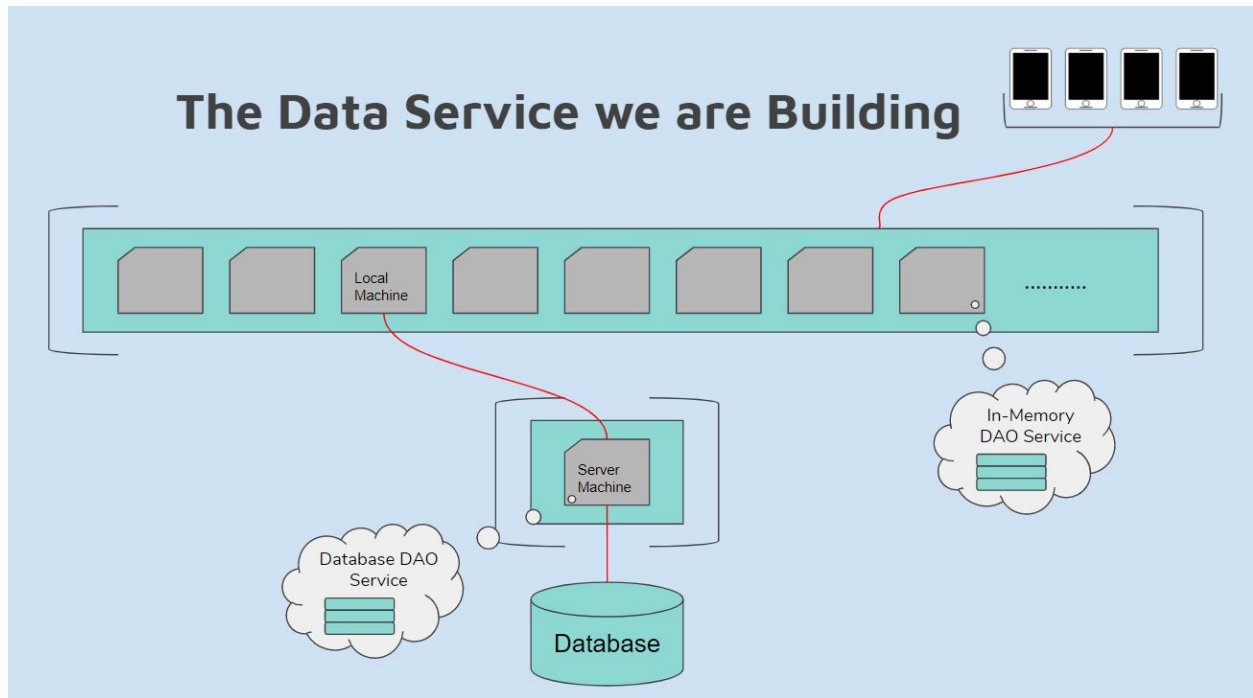 The Data Service we are Building
Local
Machine
...........
In-Memory
DAO Service
Server
Machine
Database DAO
Service
Database